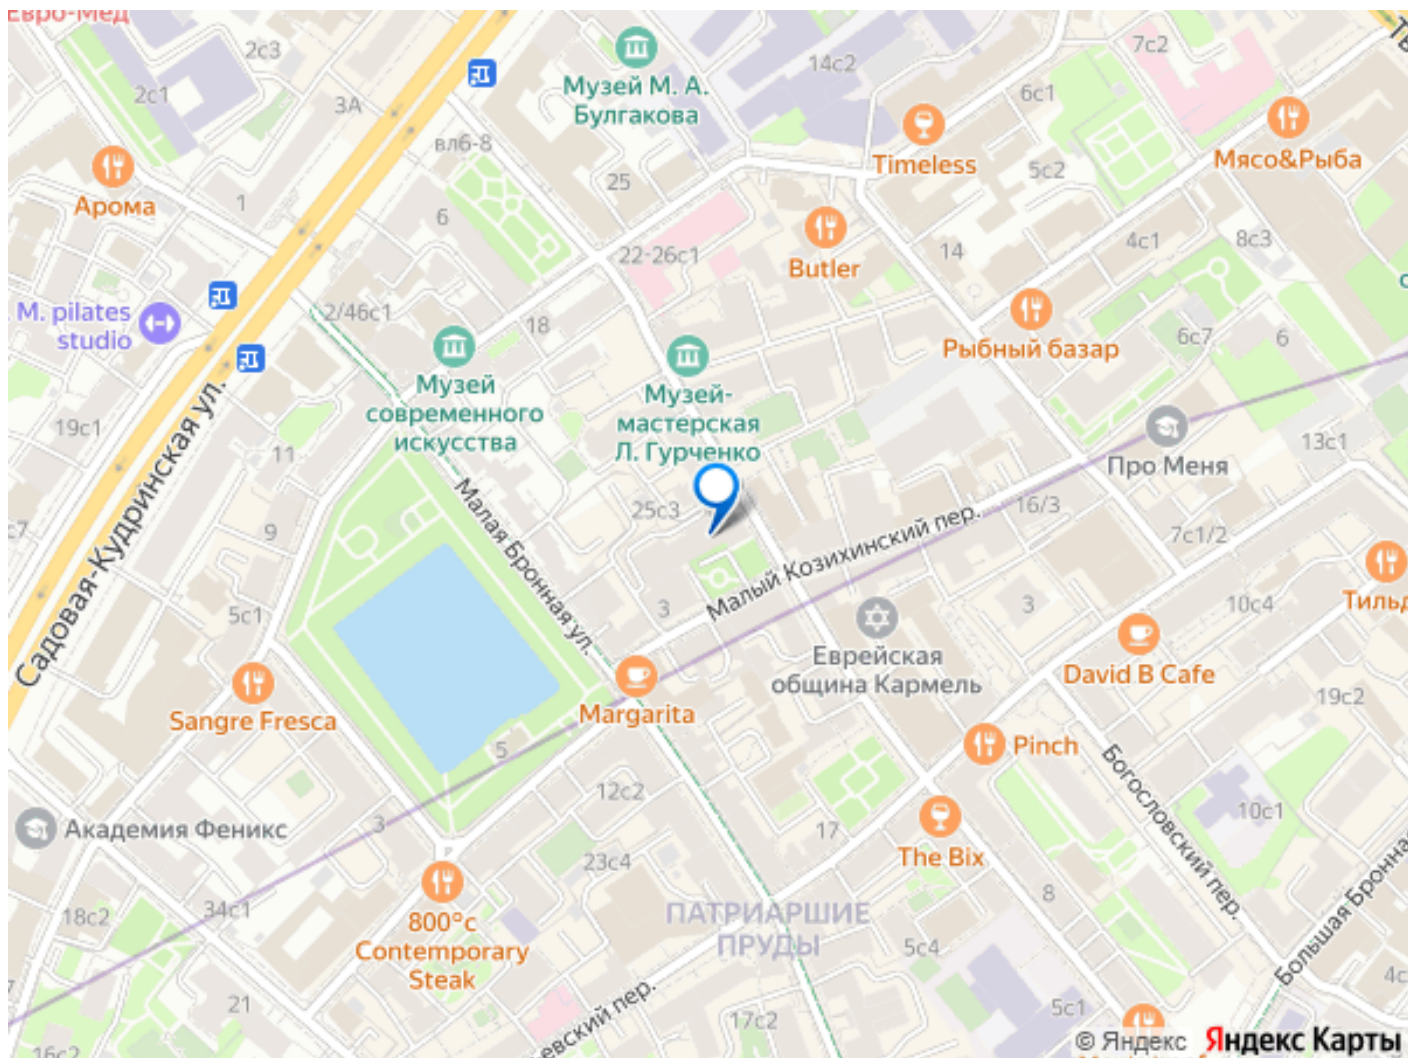 Евро-Мед
2с3
2с1
3А
вл6-8
Музей М. А.
Булгакова
14с2
7с2
6с1
Timeless
Мясо&Рыба
5с2
Арома
1
6
25
22-26с1
Butler
14
4с1
8с3
M. pilates
studio
2/46с1
18
Рыбный базар
6с7
6
Музей
современного
искусства
Музей-
мастерская
Л. Гурченко
19с1
11
Про Меня
13с1
Садовая-Кудринская ул.
Малая Бронная ул.
25с3
Малый Козихинский пер.
16/3
7с1/2
9
5с1
3
3
10с4
Тильд
Еврейская
община Кармель
David B Cafe
Sangre Fresca
Margarita
19с2
5
Pinch
Богословский пер.
12с2
10с1
Академия Феникс
3
17
The Bix
23с4
8
Большая Бронная
18с2
34с1
800°с
Contemporary
Steak
ПАТРИАРШИЕ
ПРУДЫ
5с4
4с
21
евский пер.
17с2
5с1
16с2
© Яндекс Яндекс Карты